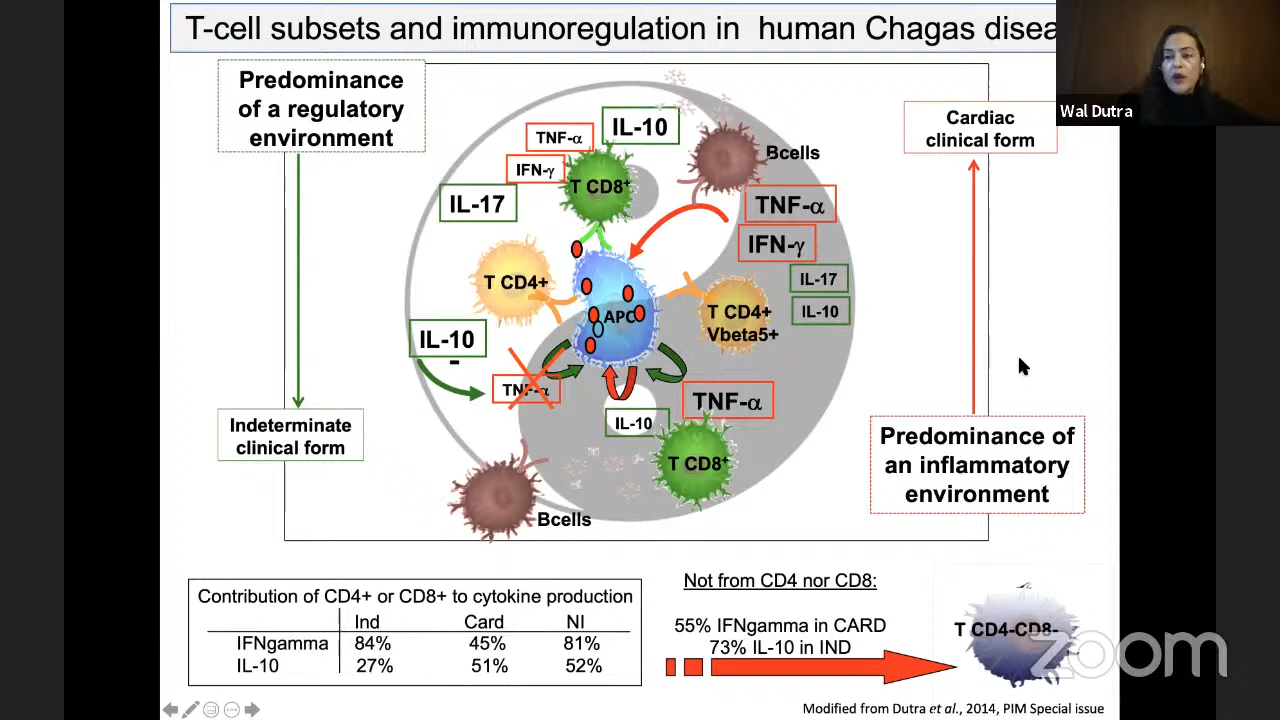 T-cell subsets and immunoregulation in human Chagas disea
Wal Dutra
Predominance
of a regulatory
environment
Indeterminate
clinical form
TNF-α
IL-10
IFN-γ
T CD8+
IL-17
Bcells
TNF-α
IFN-γ
IL-17
IL-10
T CD4+
APC
T CD4+
Vbeta5+
IL-10
-
TNF-α
IL-10
TNF-α
T CD8+
Bcells
Cardiac
clinical form
Predominance of
an inflammatory
environment
Contribution of CD4+ or CD8+ to cytokine production
Ind Card NI
IFNgamma 84% 45% 81%
IL-10 27% 51% 52%
Not from CD4 nor CD8:
55% IFNgamma in CARD
73% IL-10 in IND
T CD4-CD8-
zoom
Modified from Dutra et al., 2014, PIM Special issue